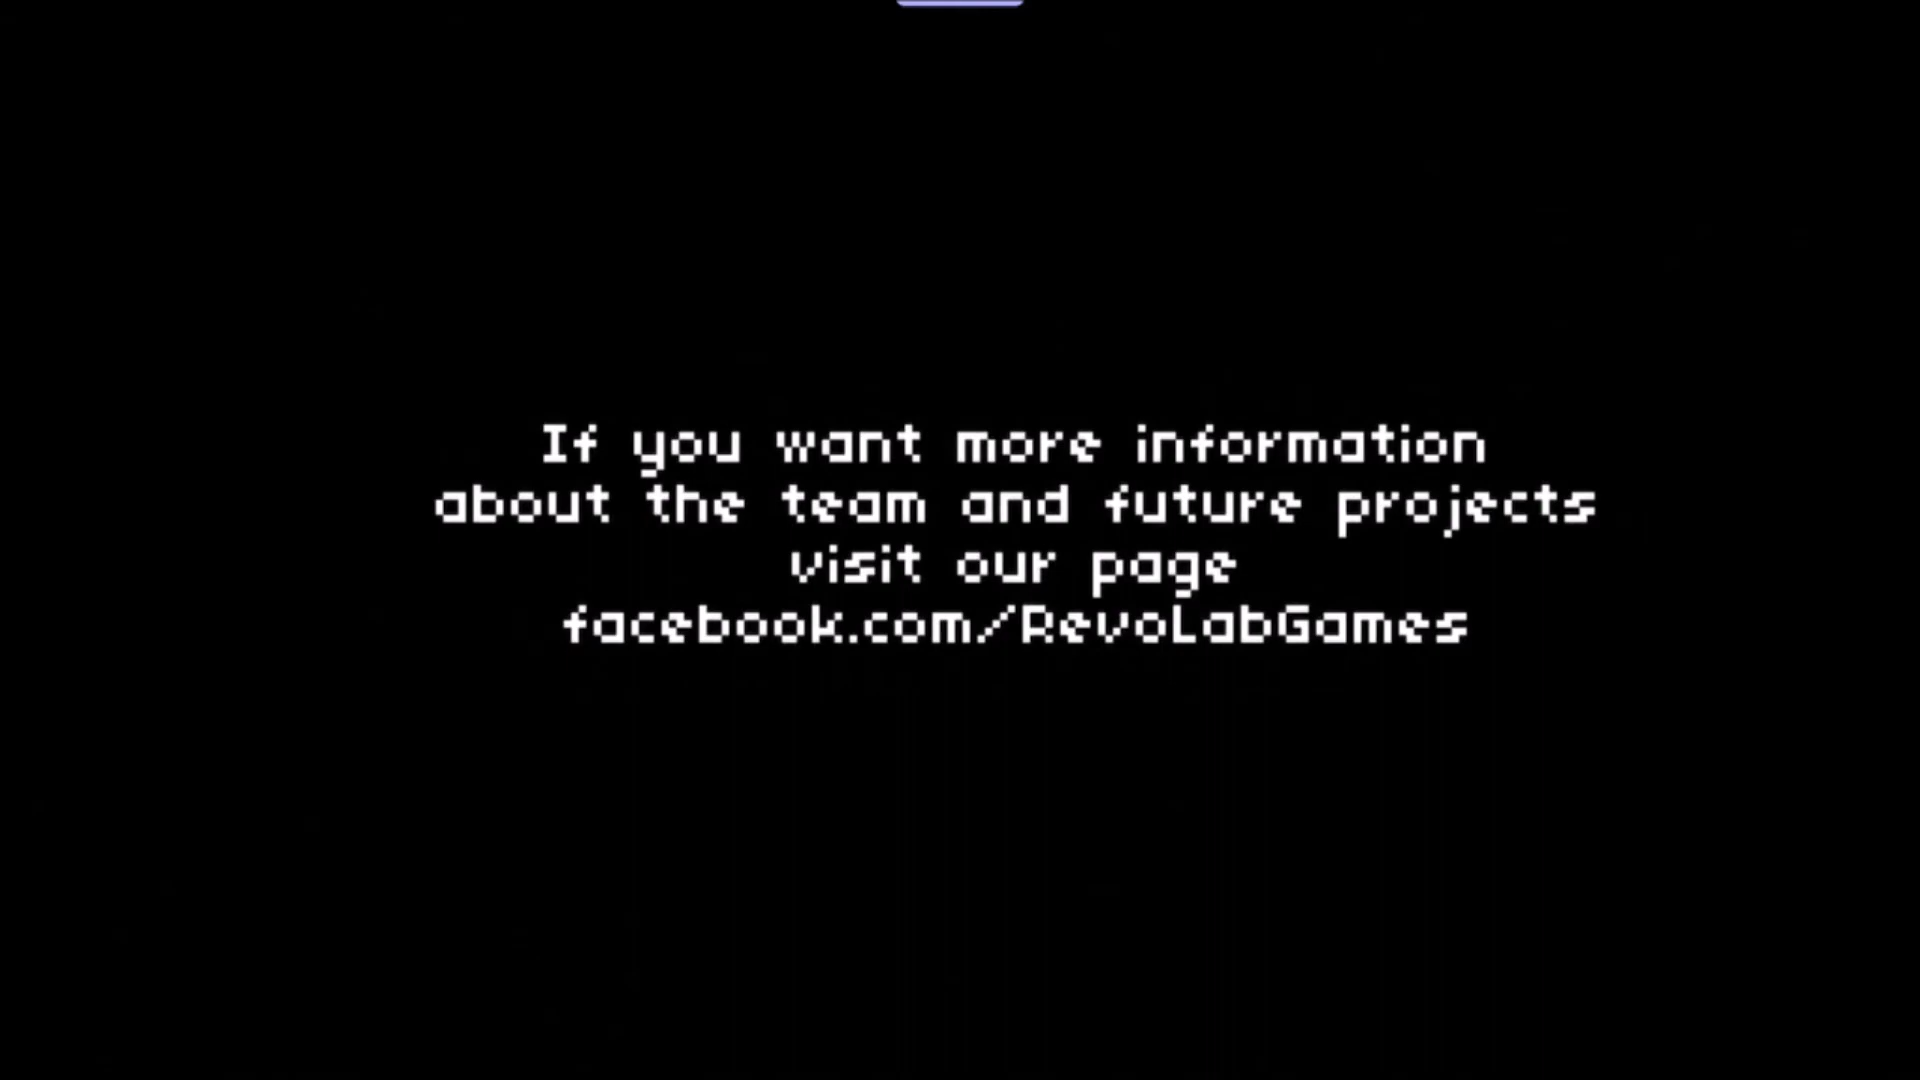 If you want more information
about the team and future projects
visit our page
facebook.com/RevoLabGames